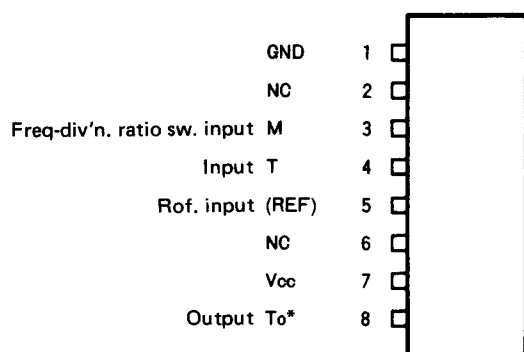 GND 1
NC 2
Freq-div'n. ratio sw. input M 3
Input T 4
Rof. input (REF) 5
NC 6
Vcc 7
Output To* 8